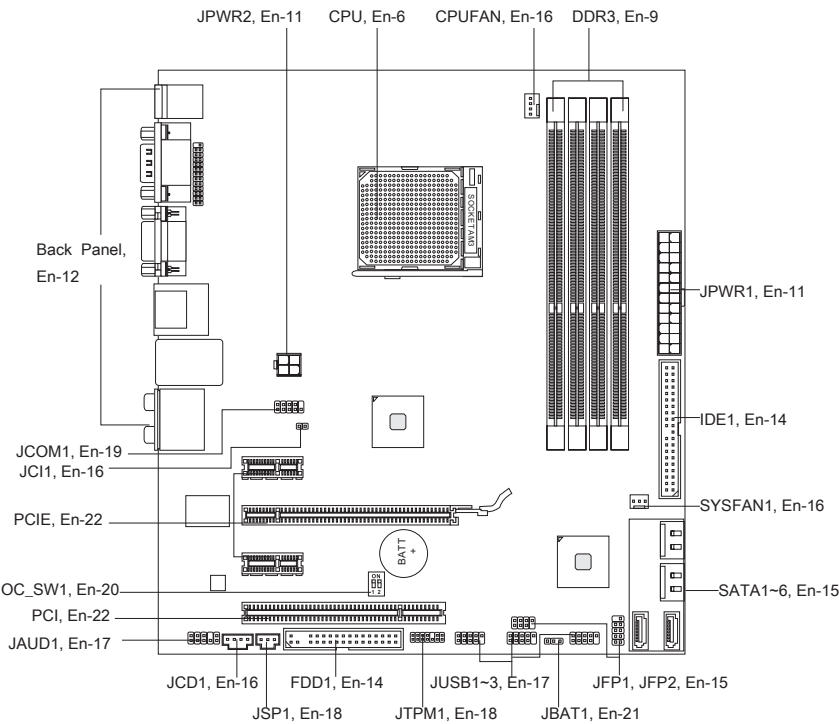 JPWR2, En-11
CPU, En-6
CPUFAN, En-16
DDR3, En-9
SOCKETAM3
Back Panel,
En-12
JPWR1, En-11
IDE1, En-14
JCOM1, En-19
JCI1, En-16
SYSFAN1, En-16
PCIE, En-22
BATT
+
ON
1 2
OC_SW1, En-20
SATA1~6, En-15
PCI, En-22
JAUD1, En-17
JCD1, En-16
FDD1, En-14
JUSB1~3, En-17
JFP1, JFP2, En-15
JSP1, En-18
JTPM1, En-18
JBAT1, En-21